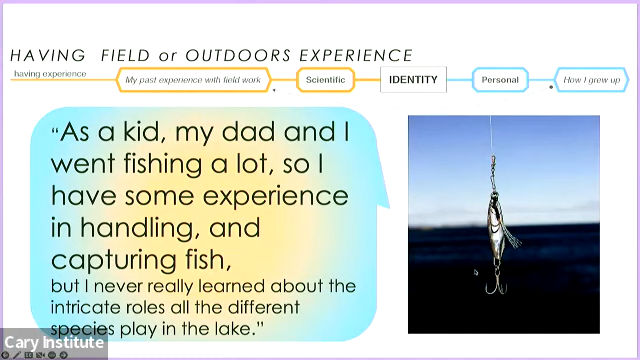 HAVING FIELD or OUTDOORS EXPERIENCE
having experience
My past experience with field work
Scientific
IDENTITY
Personal
How I grew up
“As a kid, my dad and I
went fishing a lot, so I
have some experience
in handling, and
capturing fish,
but I never really learned about the
intricate roles all the different
species play in the lake.”
Cary Institute